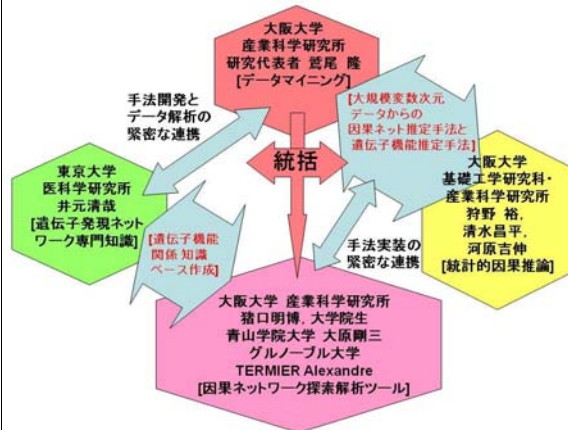 大阪大学
産業科学研究所
研究代表者 鷲尾 隆
[データマイニング]
手法開発と
データ解析の
緊密な連携
[大規模変数次元
データからの
因果ネット推定手法と
遺伝子機能推定手法]
統括
東京大学
医科学研究所
井元清哉
[遺伝子発現ネット
ワーク専門知識]
大阪大学
基礎工学研究科・
産業科学研究所
狩野 裕,
清水昌平,
河原吉伸
[統計的因果推論]
[遺伝子機能
関係 知識
ベース作成]
手法実装の
緊密な連携
大阪大学 産業科学研究所
猪口明博, 大学院生
青山学院大学 大原剛三
グルノーブル大学
TERMIER Alexandre
[因果ネットワーク探索解析ツール]